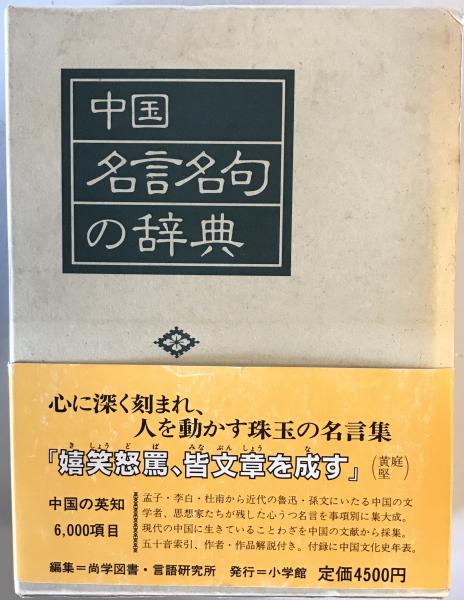 中国
名言名句
の辞典
心に深く刻まれ、
人を動かす珠玉の名言集
き しょう ど ば みな ぶん しょう な
「嬉笑怒罵、皆文章を成す」(黄庭堅)
中国の英知
6,000項目
孟子・李白・杜甫から近代の魯迅・孫文にいたる中国の文
学者、思想家たちが残した心うつ名言を事項別に集大成。
現代の中国に生きていることわざを中国の文献から採集。
五十音索引、作者・作品解説付き。付録に中国文化史年表。
編集=尚学図書・言語研究所 発行=小学館 定価4500円